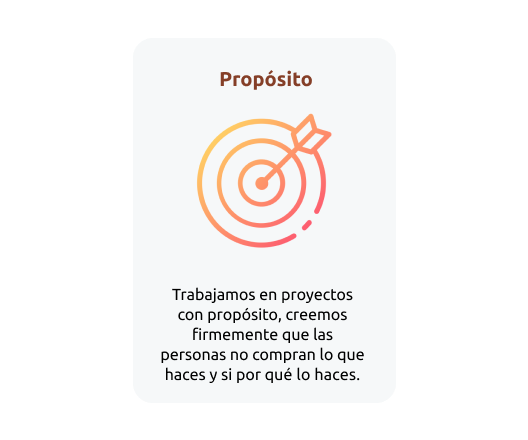 Propósito
Trabajamos en proyectos
con propósito, creemos
firmemente que las
personas no compran lo que
haces y si por qué lo haces.